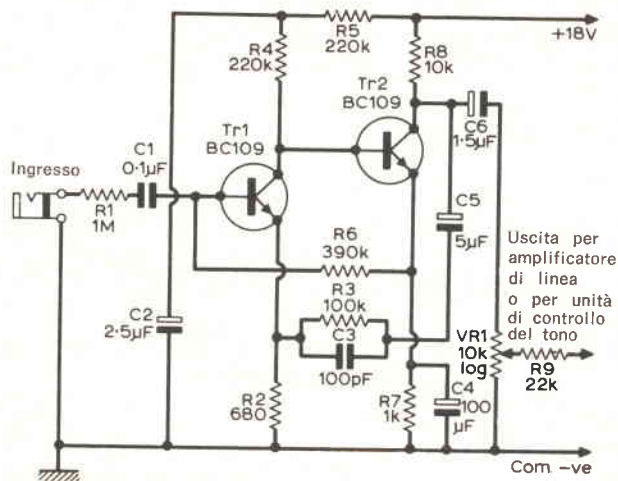 R5
220k
+18V
R4
220k
R8
10k
Tr2
BC109
Tr1
BC109
C6
1·5µF
C1
0·1µF
Ingresso
R1
1M
C5
5µF
R6
390k
Uscita per
amplificatore
di linea
o per unità
di controllo
del tono
R3
100k
C2
2·5µF
C3
100pF
VR1
10k
log
R9
22k
R2
680
R7
1k
C4
100
µF
Com –ve